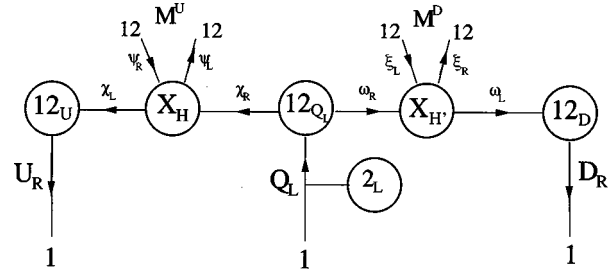 M^U M^D
12 12 12 12
ψ_R ψ_L ξ_L ξ_R
χ_L χ_R ω_R ω_L
12_U X_H 12_{Q_L} X_{H'} 12_D
U_R Q_L 2_L D_R
1 1 1